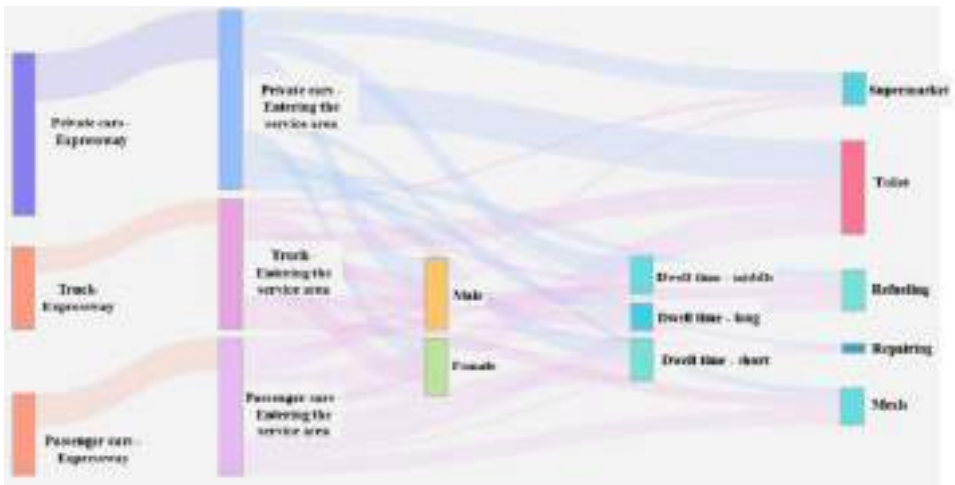 Private cars -
Expressway
Truck-
Expressway
Passenger cars -
Expressway
Private cars -
Entering the
service area
Truck-
Entering the
service area
Passenger cars -
Entering the
service area
Male
Female
Dwell time - middle
Dwell time - long
Dwell time - short
Supermarket
Refueling
Repairing
Meals